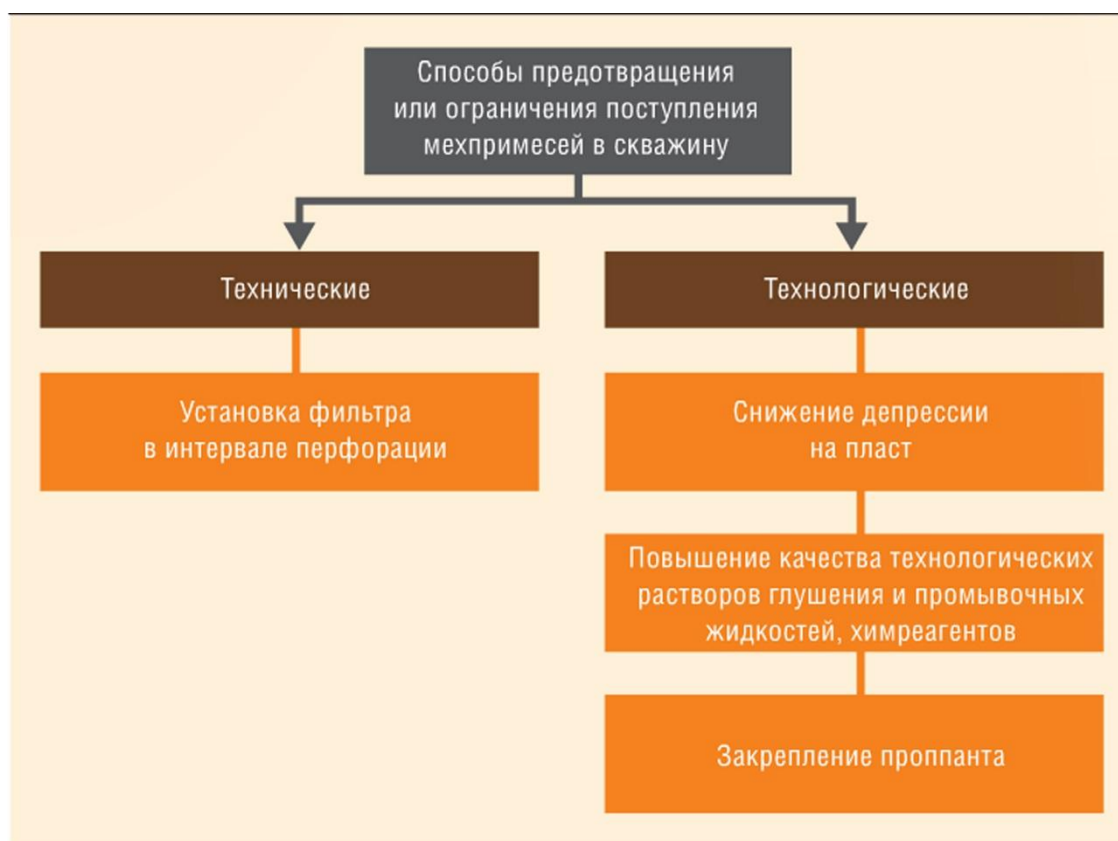 Способы предотвращения
или ограничения поступления
мехпримесей в скважину
Технические
Технологические
Установка фильтра
в интервале перфорации
Снижение депрессии
на пласт
Повышение качества технологических
растворов глушения и промывочных
жидкостей, химреагентов
Закрепление проппанта